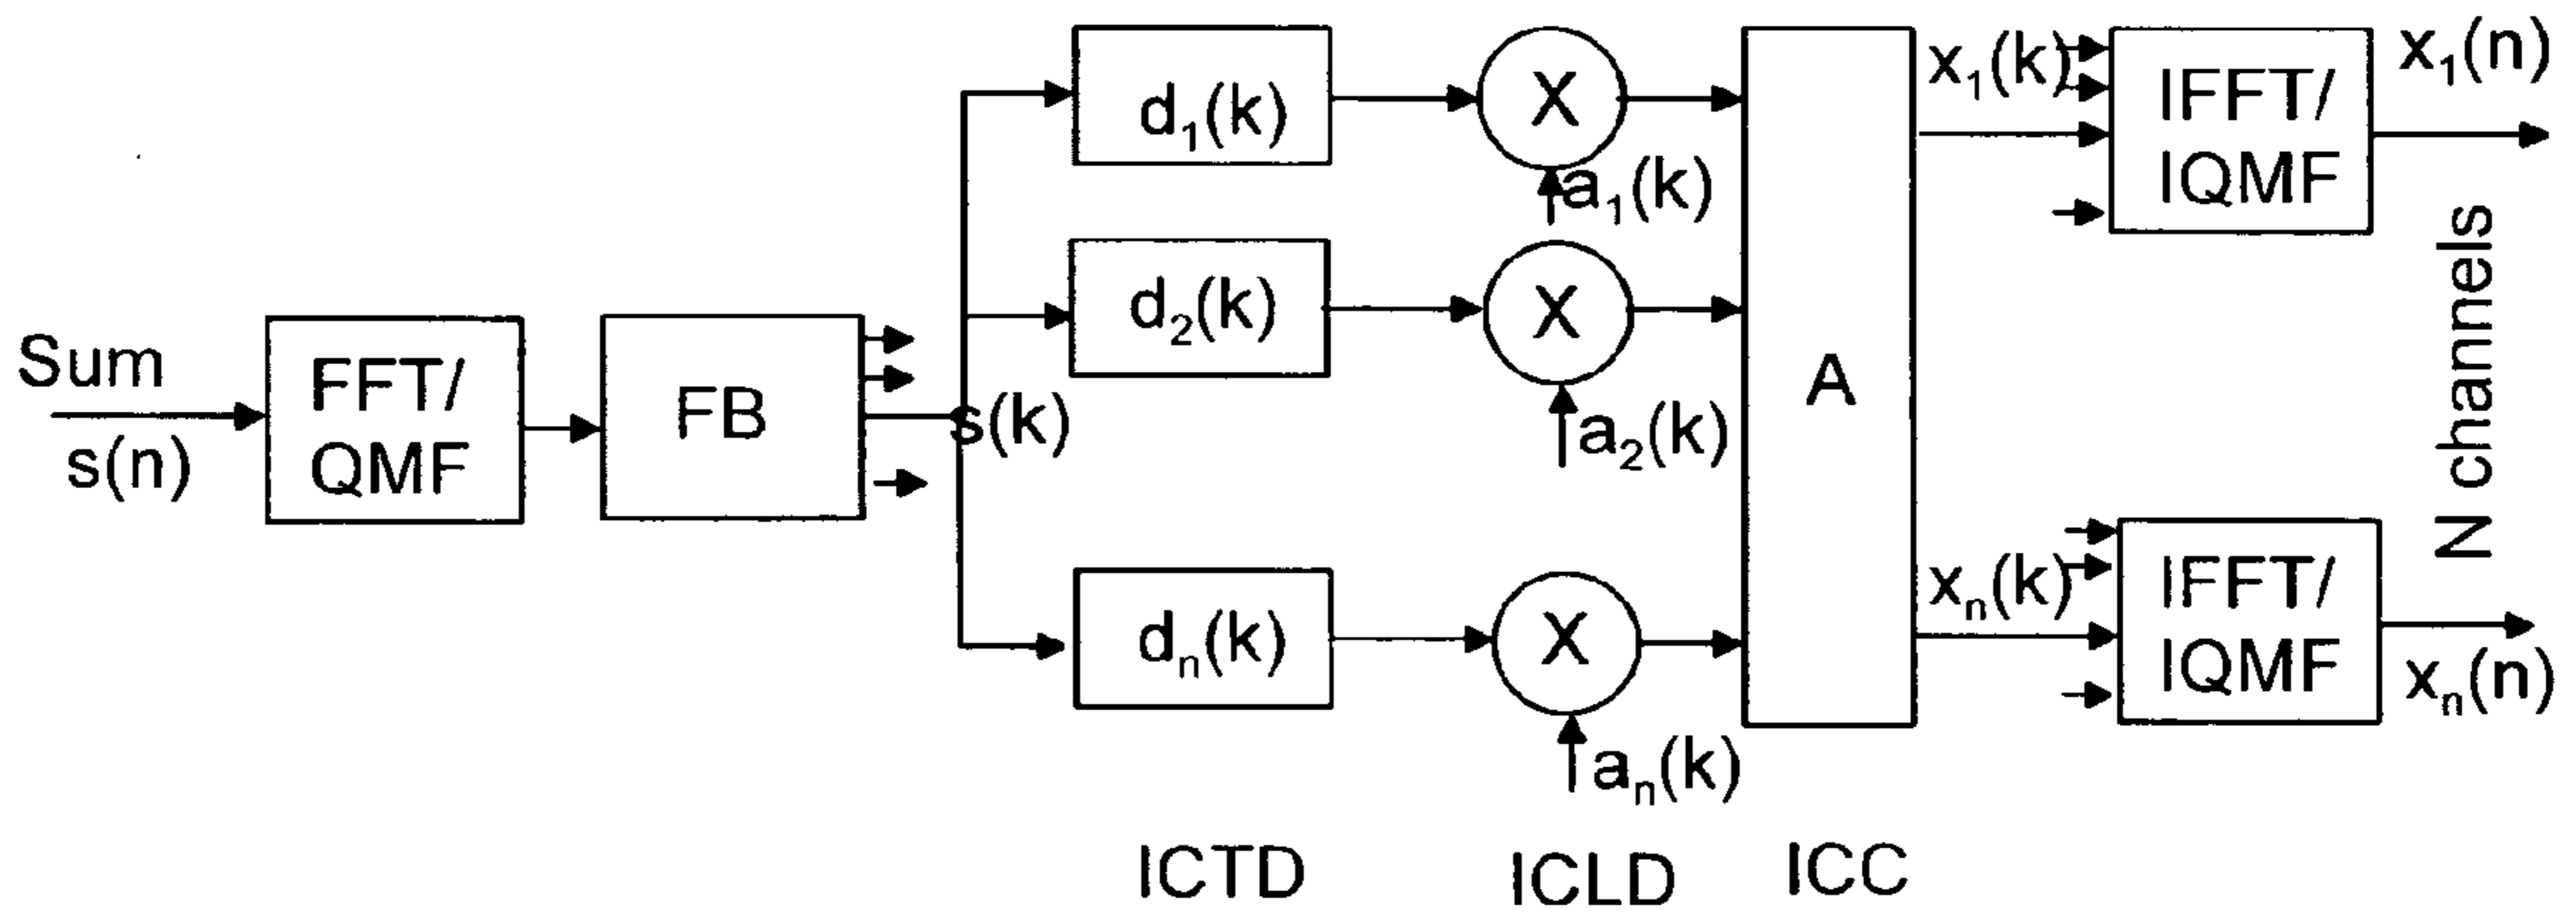 Sum
s(n)
FFT/
QMF
FB
s(k)
d₁(k)
d₂(k)
dₙ(k)
X
a₁(k)
X
a₂(k)
X
aₙ(k)
A
x₁(k)
xₙ(k)
IFFT/
IQMF
IFFT/
IQMF
x₁(n)
N channels
xₙ(n)
ICTD
ICLD
ICC